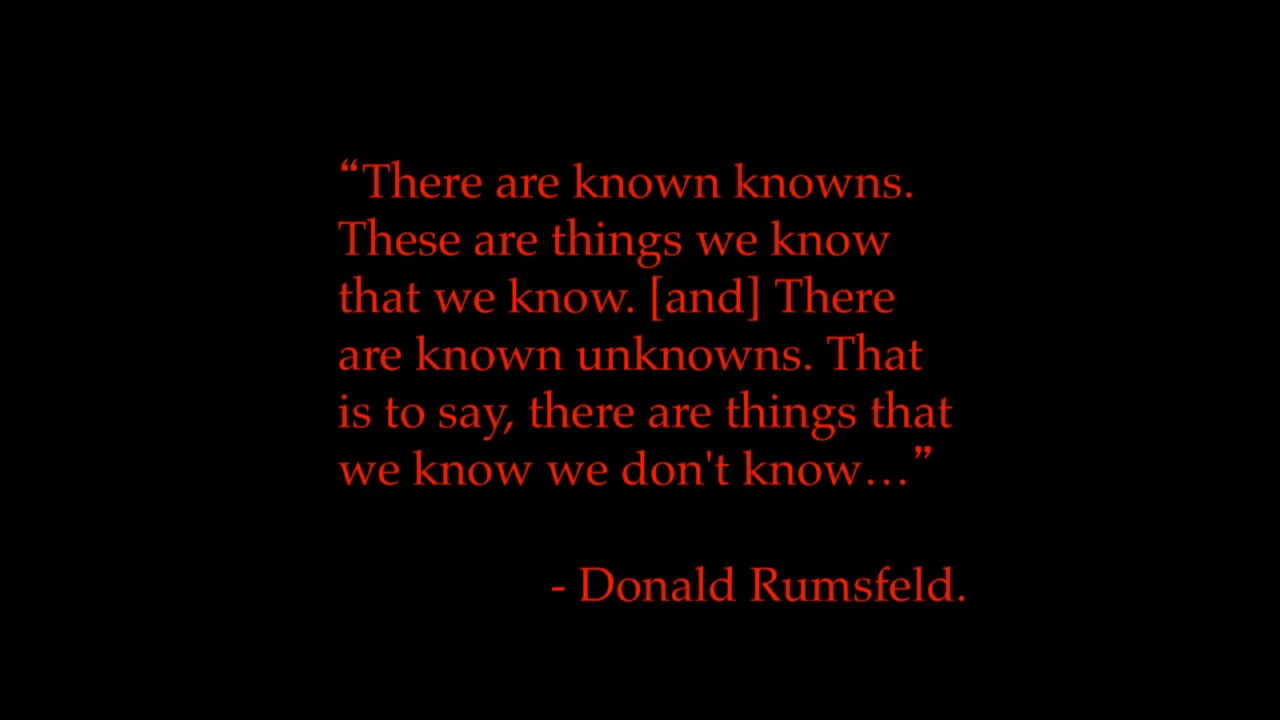 “There are known knowns.
These are things we know
that we know. [and] There
are known unknowns. That
is to say, there are things that
we know we don't know…”
- Donald Rumsfeld.